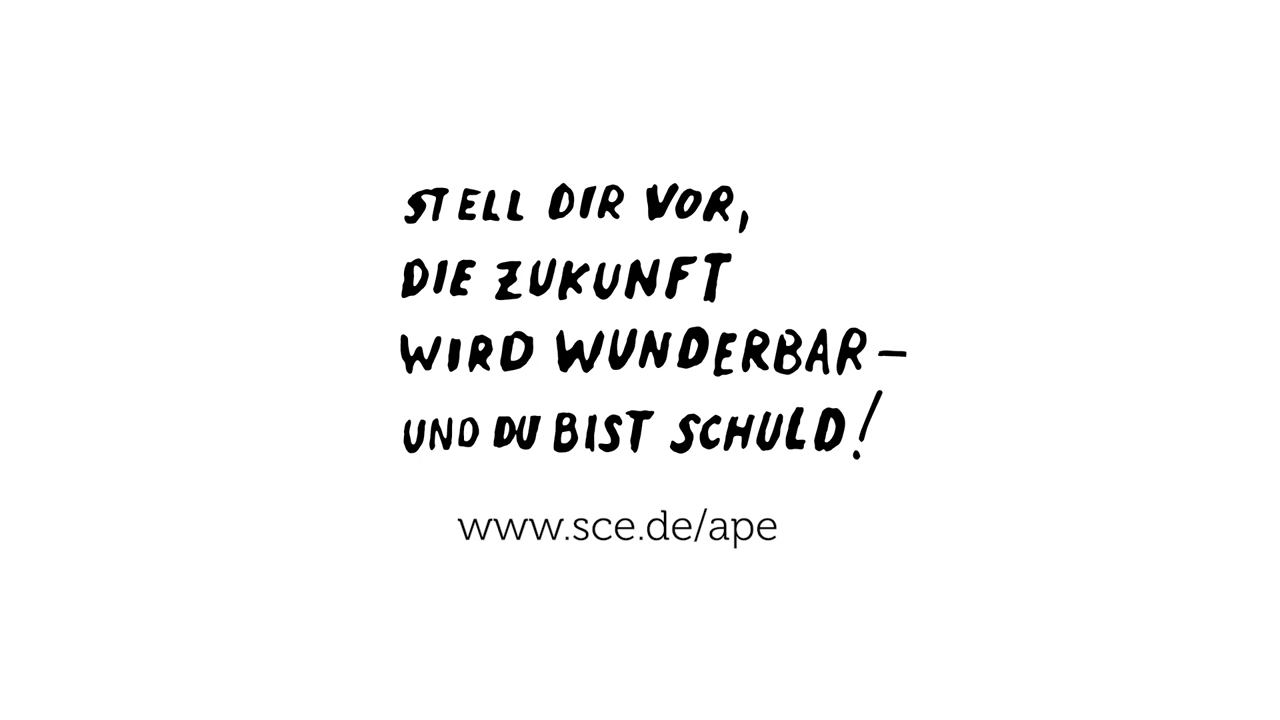 STELL DIR VOR,
DIE ZUKUNFT
WIRD WUNDERBAR –
UND DU BIST SCHULD!
www.sce.de/ape